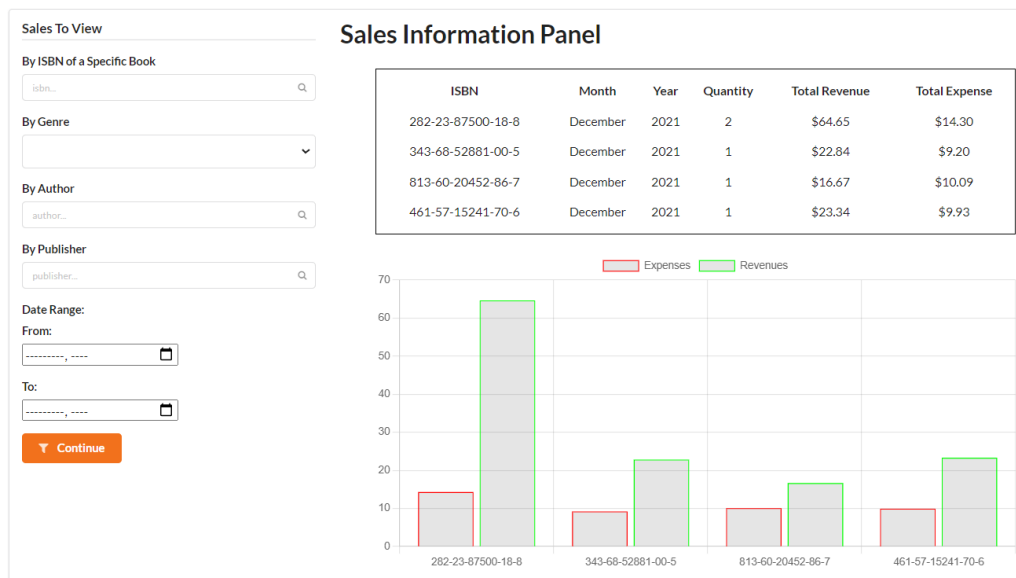 Sales To View
By ISBN of a Specific Book
isbn...
By Genre
By Author
author...
By Publisher
publisher...
Date Range:
From:
---------, ----
To:
---------, ----
Continue
Sales Information Panel
ISBN Month Year Quantity Total Revenue Total Expense
282-23-87500-18-8 December 2021 2 $64.65 $14.30
343-68-52881-00-5 December 2021 1 $22.84 $9.20
813-60-20452-86-7 December 2021 1 $16.67 $10.09
461-57-15241-70-6 December 2021 1 $23.34 $9.93
Expenses Revenues
70
60
50
40
30
20
10
0
282-23-87500-18-8 343-68-52881-00-5 813-60-20452-86-7 461-57-15241-70-6